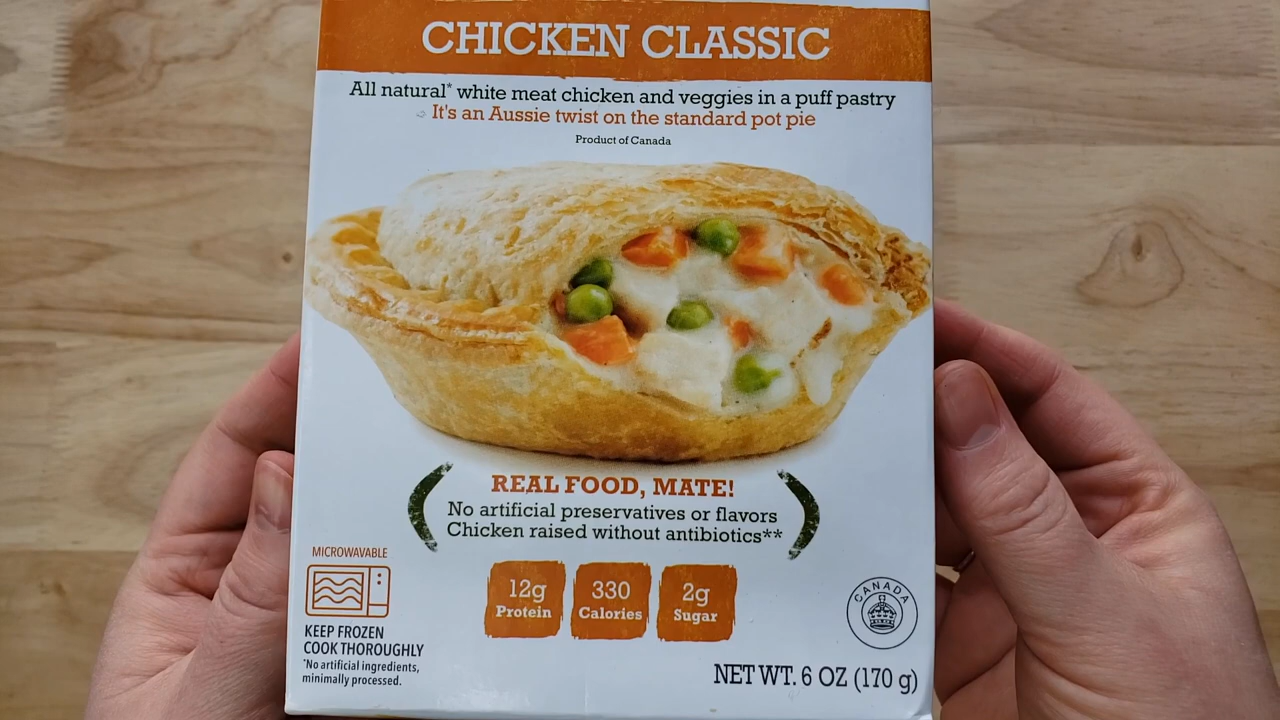 CHICKEN CLASSIC
All natural* white meat chicken and veggies in a puff pastry
It's an Aussie twist on the standard pot pie
Product of Canada
REAL FOOD, MATE!
No artificial preservatives or flavors
Chicken raised without antibiotics**
MICROWAVABLE
KEEP FROZEN
COOK THOROUGHLY
*No artificial ingredients,
minimally processed.
12g
Protein
330
Calories
2g
Sugar
CANADA
NET WT. 6 OZ (170 g)